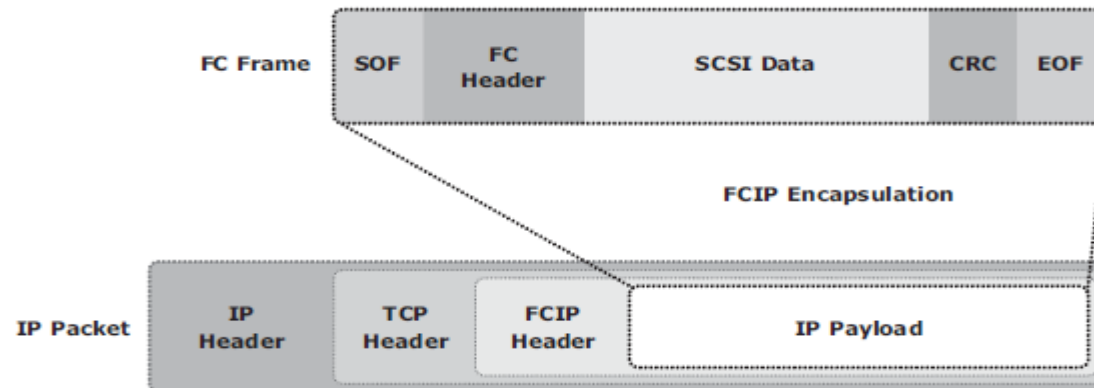 FC Frame
SOF
FC
Header
SCSI Data
CRC
EOF
FCIP Encapsulation
IP Packet
IP
Header
TCP
Header
FCIP
Header
IP Payload